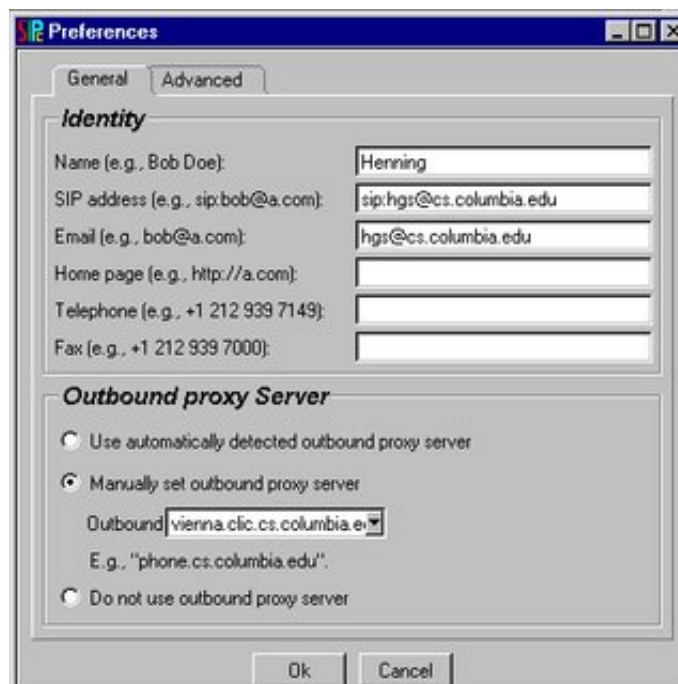 SIPC Preferences
General Advanced
Identity
Name (e.g., Bob Doe): Henning
SIP address (e.g., sip:bob@a.com): sip:hgs@cs.columbia.edu
Email (e.g., bob@a.com): hgs@cs.columbia.edu
Home page (e.g., http://a.com):
Telephone (e.g., +1 212 939 7149):
Fax (e.g., +1 212 939 7000):
Outbound proxy Server
Use automatically detected outbound proxy server
Manually set outbound proxy server
Outbound vienna.clic.cs.columbia.e
E.g., "phone.cs.columbia.edu".
Do not use outbound proxy server
Ok Cancel